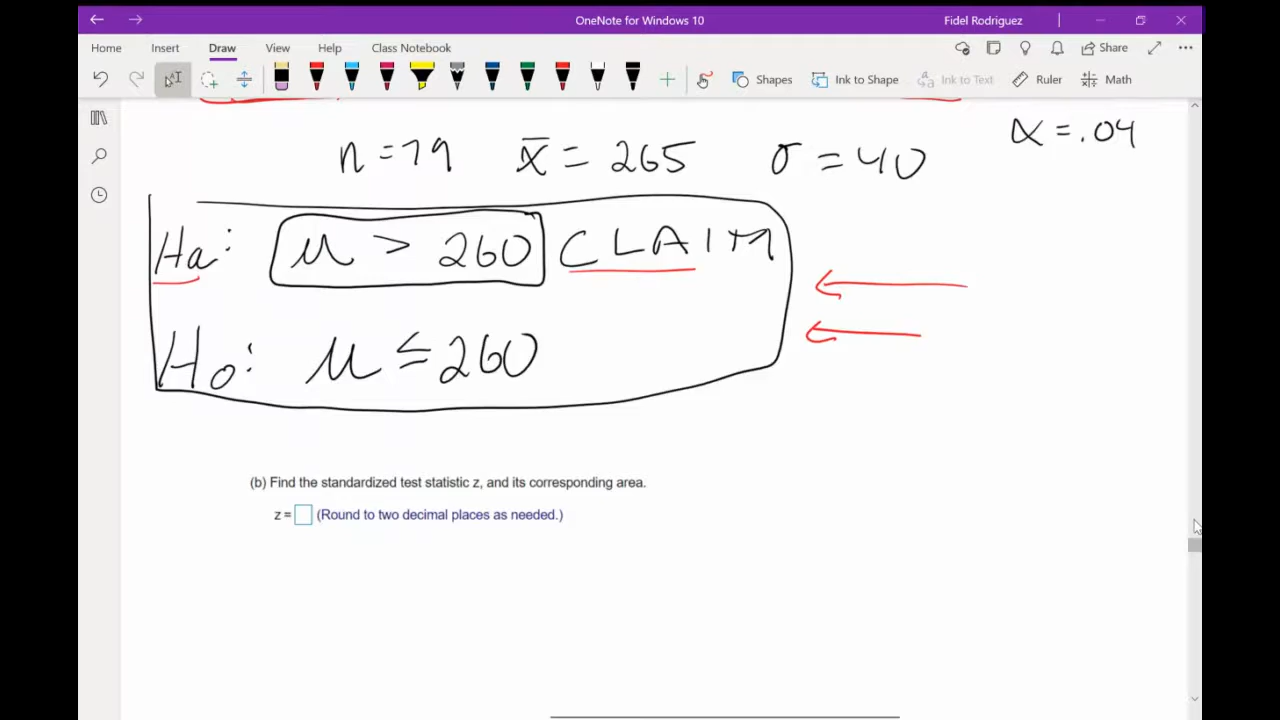 OneNote for Windows 10
Fidel Rodriguez
Home Insert Draw View Help Class Notebook
Share
Shapes Ink to Shape Ink to Text Ruler Math
α = .04
n = 79 x̄ = 265 σ = 40
Ha: μ > 260 CLAIM
Ho: μ ≤ 260
(b) Find the standardized test statistic z, and its corresponding area.
z = (Round to two decimal places as needed.)